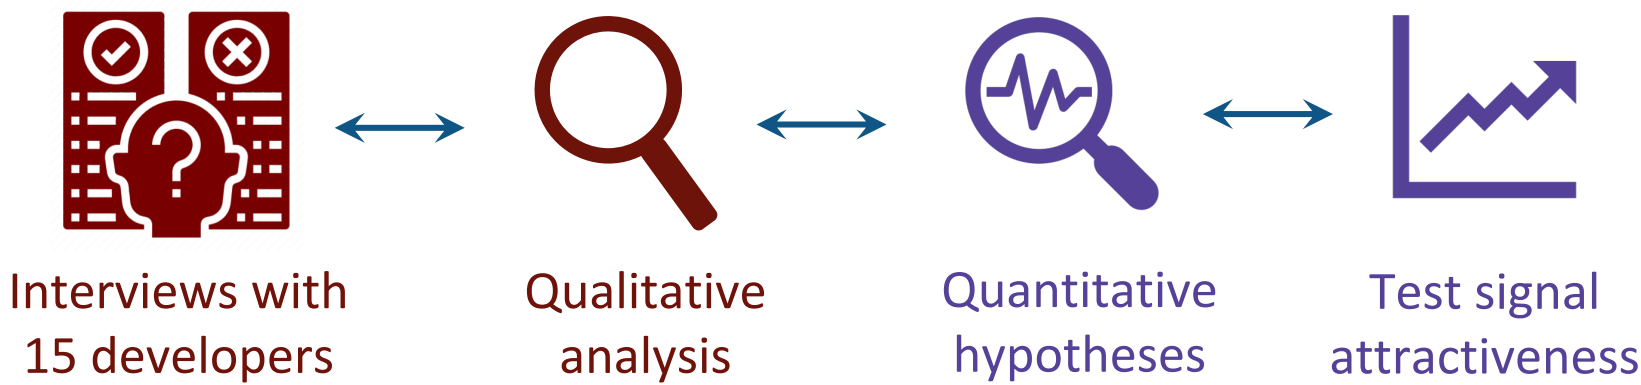 Interviews with
15 developers
Qualitative
analysis
Quantitative
hypotheses
Test signal
attractiveness